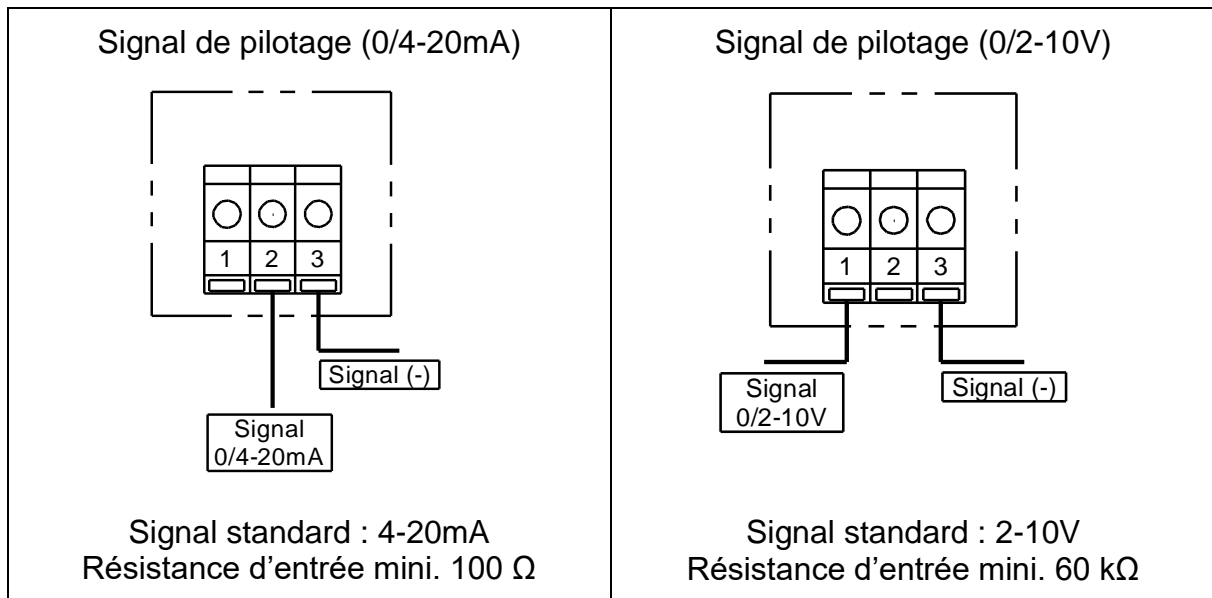 Signal de pilotage (0/4-20mA)
1 2 3
Signal (-)
Signal
0/4-20mA
Signal standard : 4-20mA
Résistance d’entrée mini. 100 Ω
Signal de pilotage (0/2-10V)
1 2 3
Signal
0/2-10V
Signal (-)
Signal standard : 2-10V
Résistance d’entrée mini. 60 kΩ